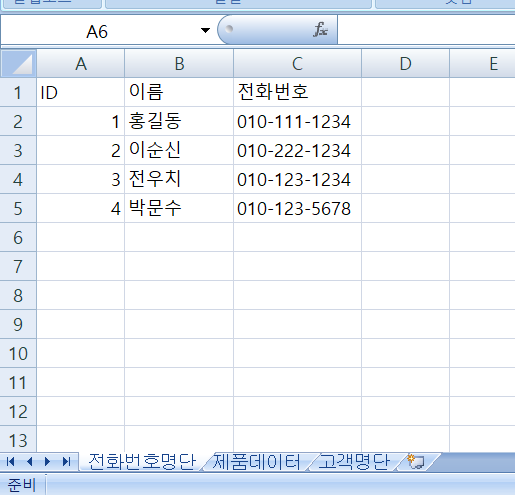 A6 fx
A B C D E
1 ID 이름 전화번호
2 1 홍길동 010-111-1234
3 2 이순신 010-222-1234
4 3 전우치 010-123-1234
5 4 박문수 010-123-5678
6
7
8
9
10
11
12
13
전화번호명단 제품데이터 고객명단
준비